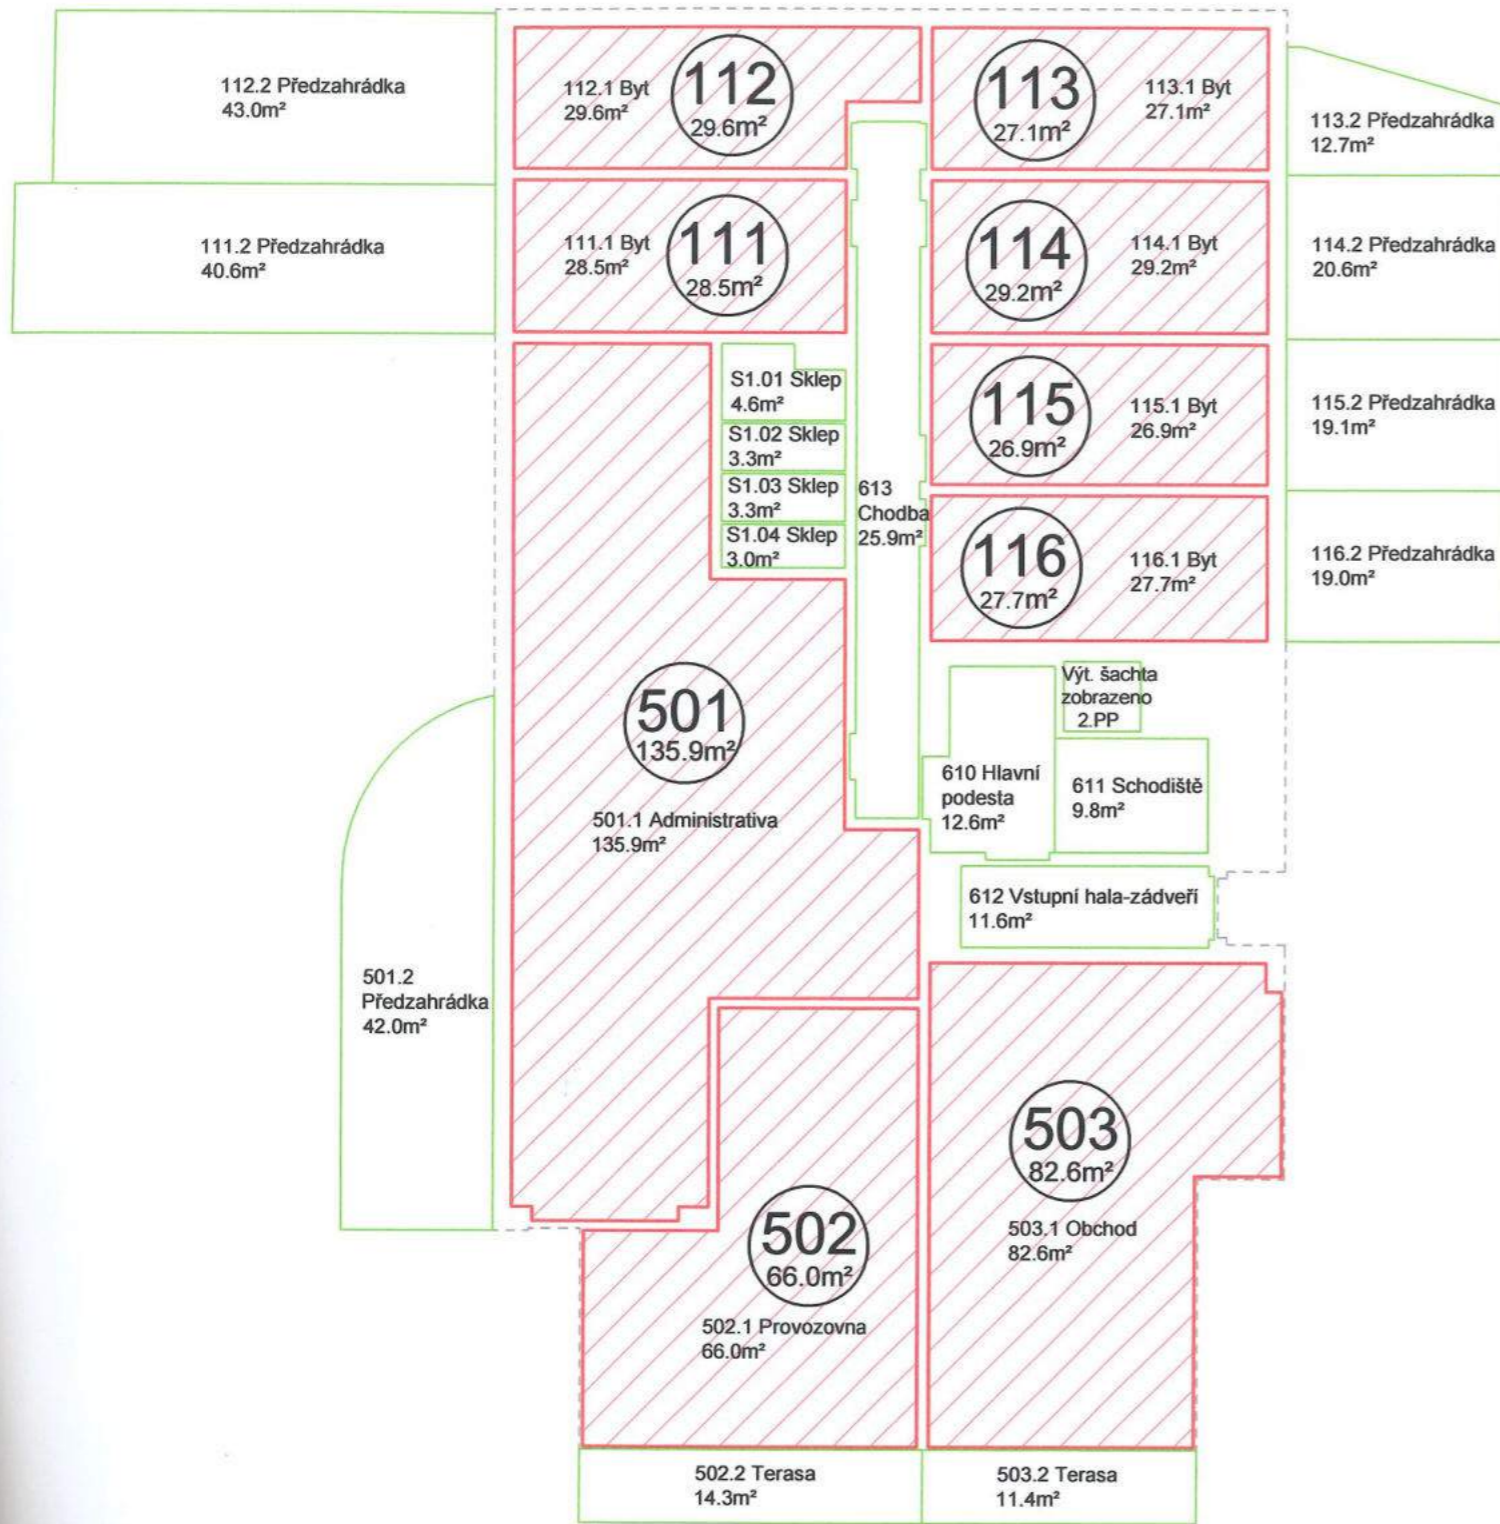 112.2 Předzahrádka
43.0m²
112.1 Byt
29.6m²
112
29.6m²
113
27.1m²
113.1 Byt
27.1m²
113.2 Předzahrádka
12.7m²
111.2 Předzahrádka
40.6m²
111.1 Byt
28.5m²
111
28.5m²
114
29.2m²
114.1 Byt
29.2m²
114.2 Předzahrádka
20.6m²
S1.01 Sklep
4.6m²
S1.02 Sklep
3.3m²
S1.03 Sklep
3.3m²
S1.04 Sklep
3.0m²
613
Chodba
25.9m²
115
26.9m²
115.1 Byt
26.9m²
115.2 Předzahrádka
19.1m²
116
27.7m²
116.1 Byt
27.7m²
116.2 Předzahrádka
19.0m²
501
135.9m²
501.1 Administrativa
135.9m²
Výt. šachta
zobrazeno
2.PP
610 Hlavní
podesta
12.6m²
611 Schodiště
9.8m²
612 Vstupní hala-zádveří
11.6m²
501.2
Předzahrádka
42.0m²
503
82.6m²
503.1 Obchod
82.6m²
502
66.0m²
502.1 Provozovna
66.0m²
502.2 Terasa
14.3m²
503.2 Terasa
11.4m²